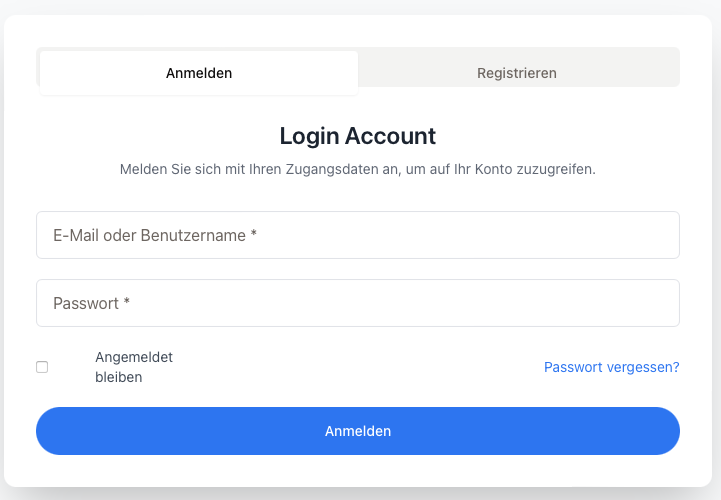 Anmelden
Registrieren
Login Account
Melden Sie sich mit Ihren Zugangsdaten an, um auf Ihr Konto zuzugreifen.
E-Mail oder Benutzername *
Passwort *
Angemeldet
bleiben
Passwort vergessen?
Anmelden